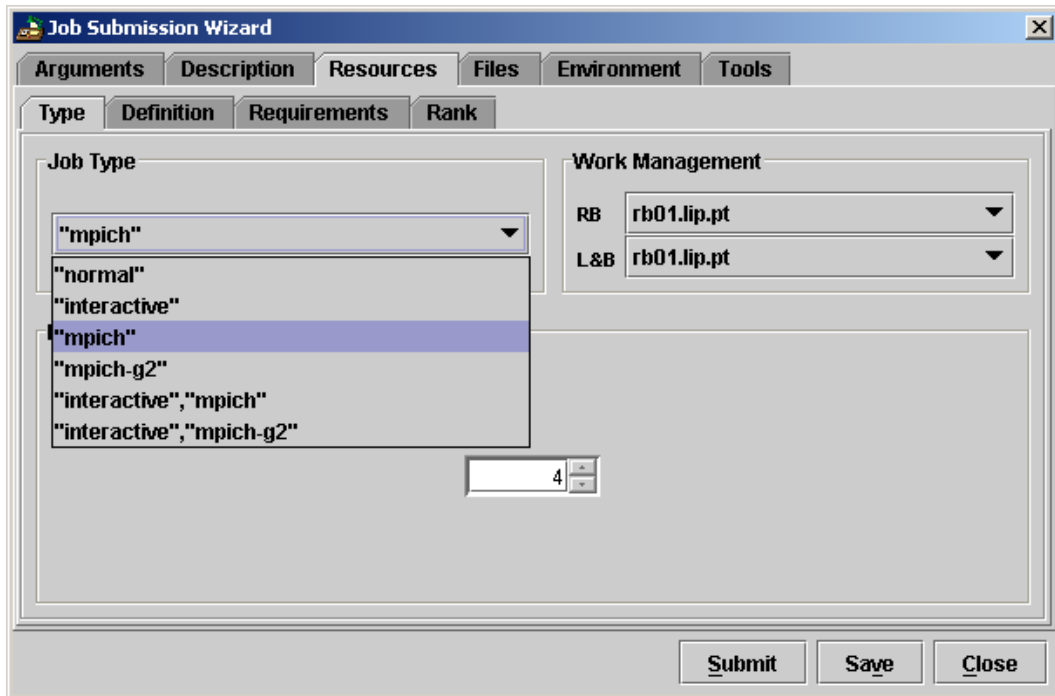 Job Submission Wizard
Arguments Description Resources Files Environment Tools
Type Definition Requirements Rank
Job Type
"mpich"
"normal"
"interactive"
"mpich"
"mpich-g2"
"interactive","mpich"
"interactive","mpich-g2"
Work Management
RB rb01.lip.pt
L&B rb01.lip.pt
4
Submit Save Close